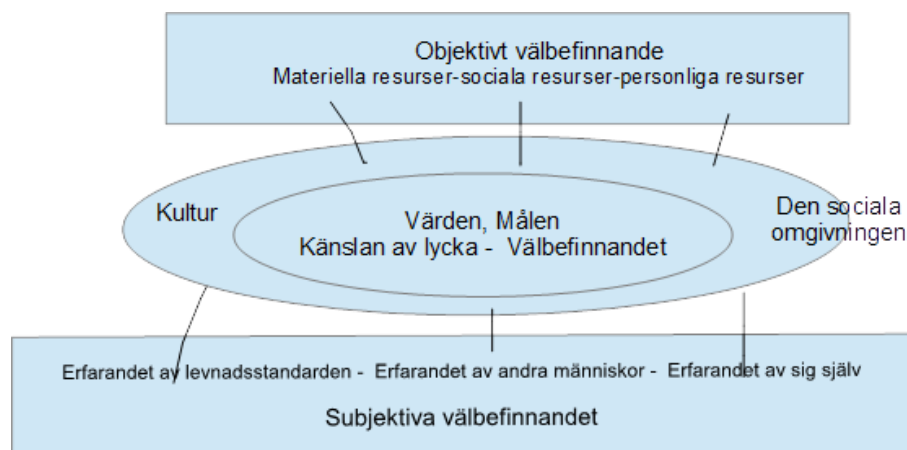 Objektivt välbefinnande
Materiella resurser-sociala resurser-personliga resurser
Kultur
Värden, Målen
Känslan av lycka - Välbefinnandet
Den sociala
omgivningen
Erfarandet av levnadsstandarden - Erfarandet av andra människor - Erfarandet av sig själv
Subjektiva välbefinnandet